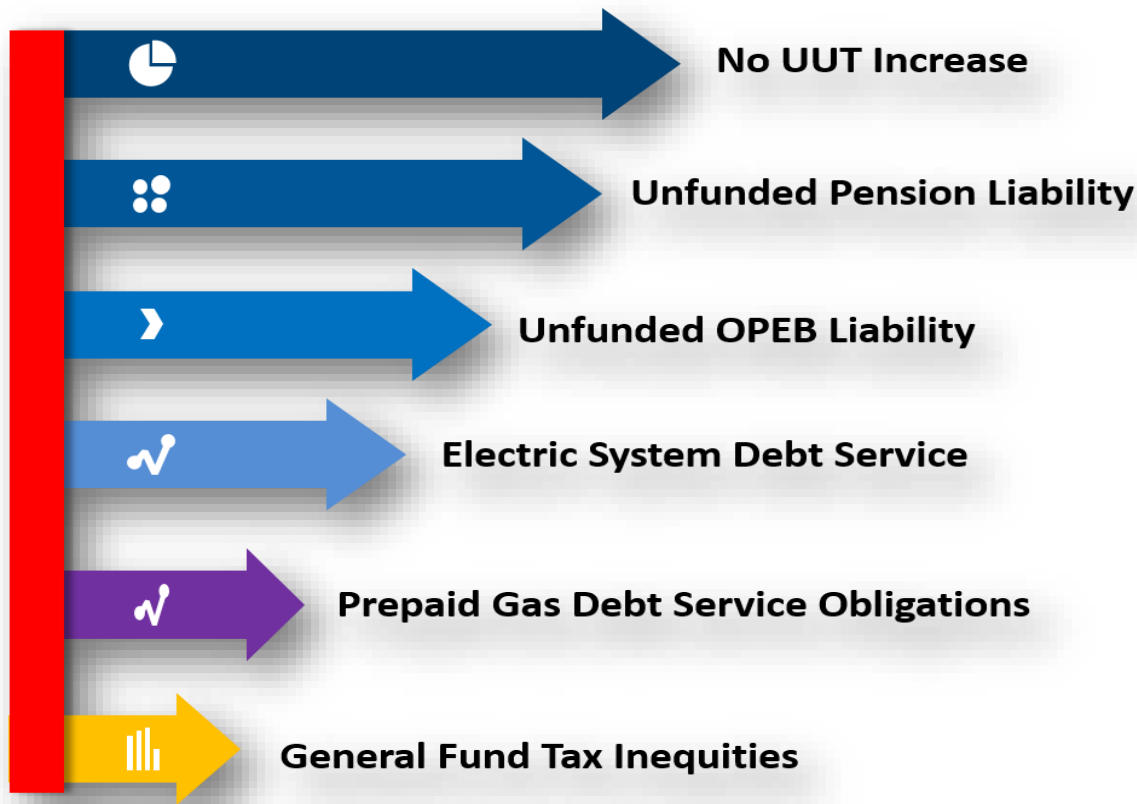 No UUT Increase
Unfunded Pension Liability
Unfunded OPEB Liability
Electric System Debt Service
Prepaid Gas Debt Service Obligations
General Fund Tax Inequities